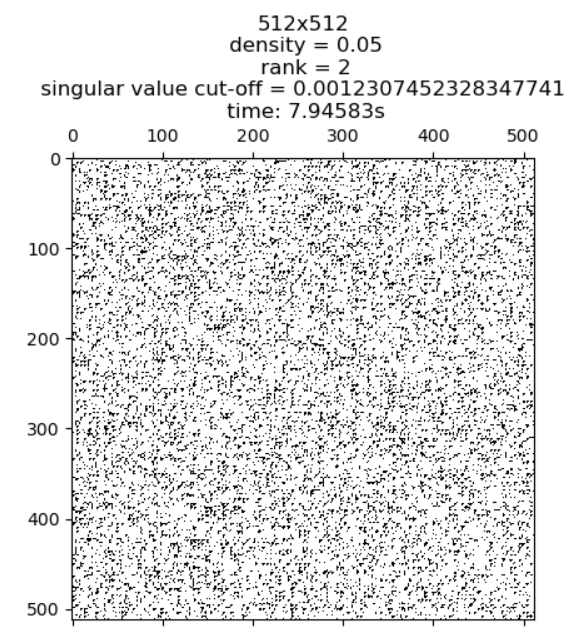 512x512
density = 0.05
rank = 2
singular value cut-off = 0.0012307452328347741
time: 7.94583s
0 100 200 300 400 500
0
100
200
300
400
500